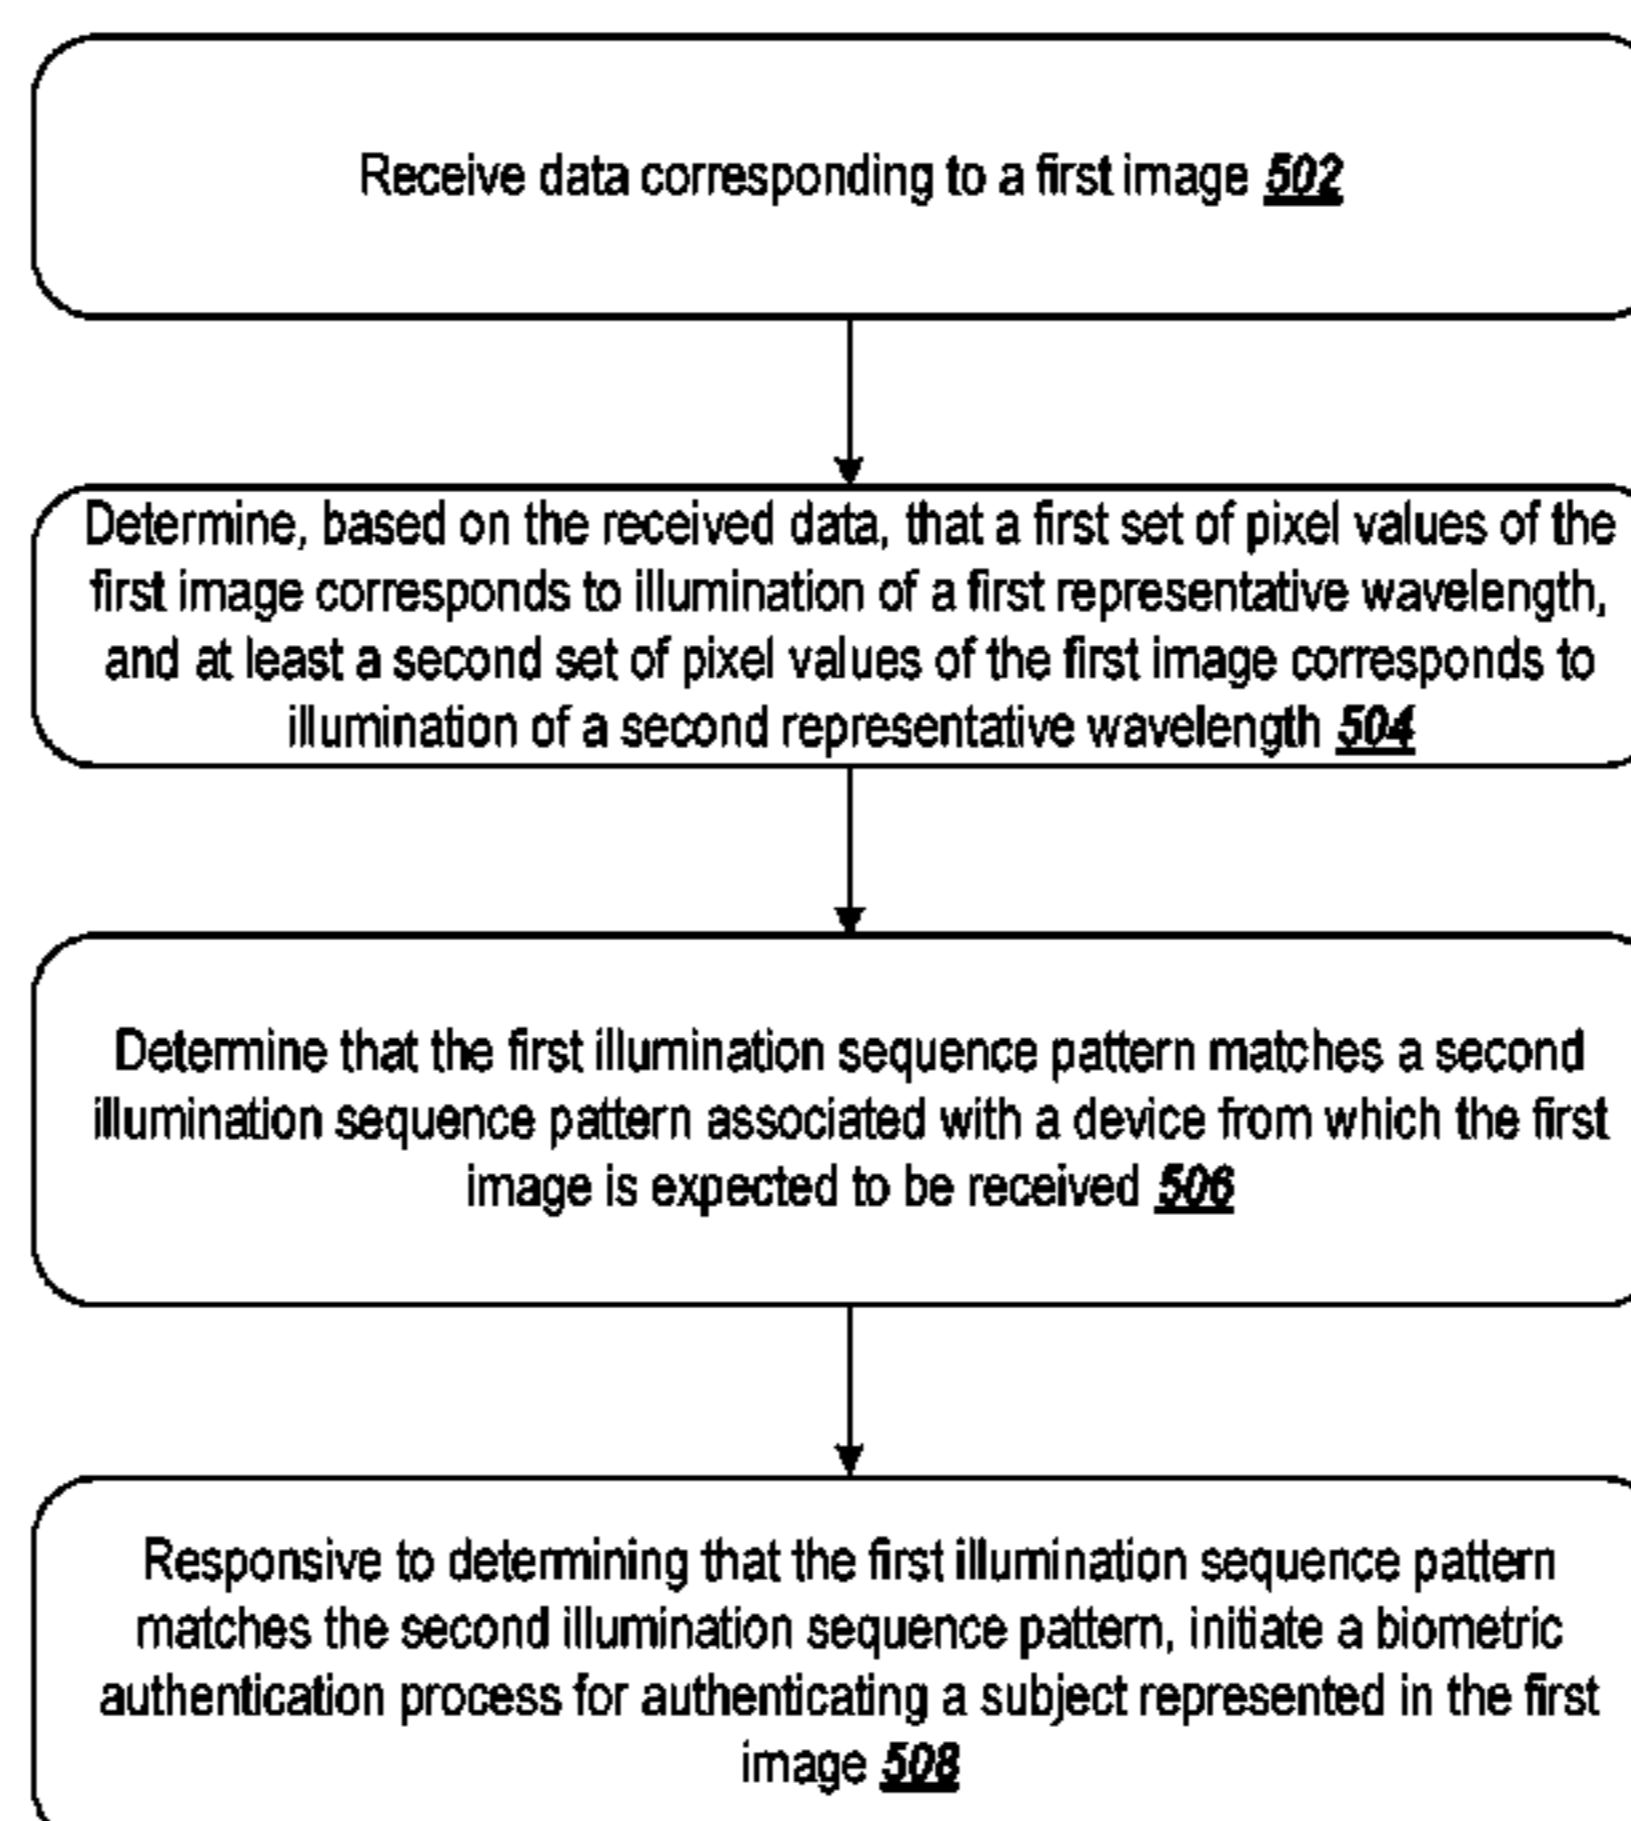 Receive data corresponding to a first image 502
Determine, based on the received data, that a first set of pixel values of the
first image corresponds to illumination of a first representative wavelength,
and at least a second set of pixel values of the first image corresponds to
illumination of a second representative wavelength 504
Determine that the first illumination sequence pattern matches a second
illumination sequence pattern associated with a device from which the first
image is expected to be received 506
Responsive to determining that the first illumination sequence pattern
matches the second illumination sequence pattern, initiate a biometric
authentication process for authenticating a subject represented in the first
image 508